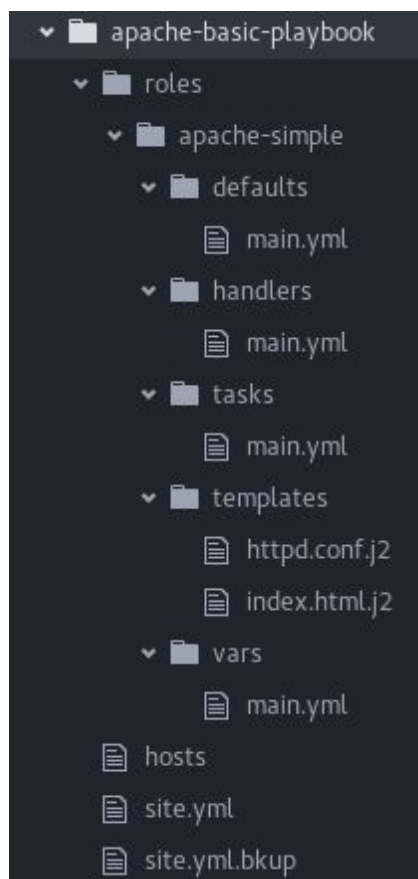 apache-basic-playbook
roles
apache-simple
defaults
main.yml
handlers
main.yml
tasks
main.yml
templates
httpd.conf.j2
index.html.j2
vars
main.yml
hosts
site.yml
site.yml.bkup